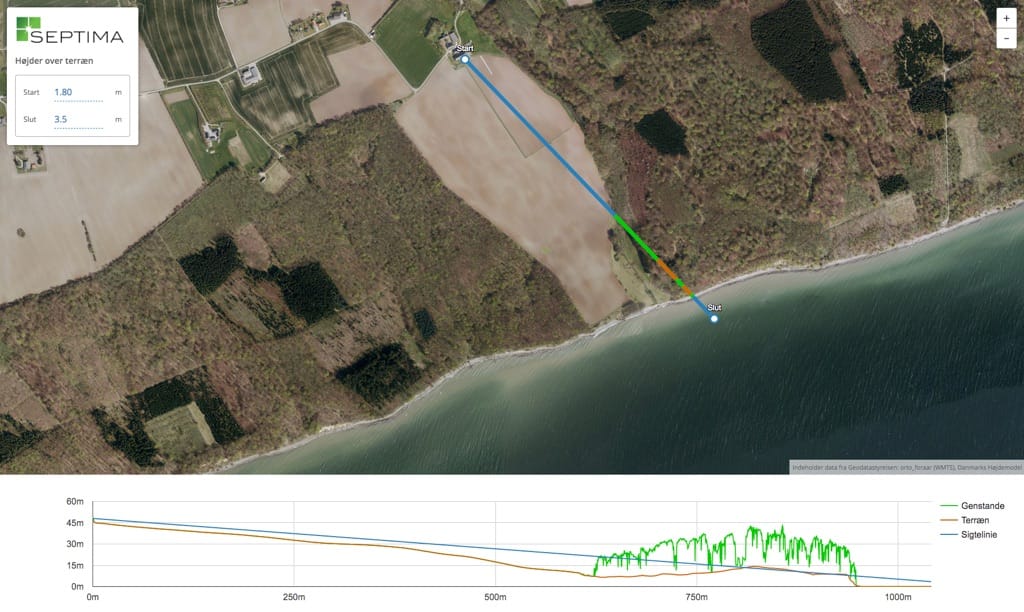 SEPTIMA
Højder over terræn
Start 1.80 m
Slut 3.5 m
+
-
Start
Slut
Indeholder data fra Geodatastyrelsen: orto_foraar (WMTS), Danmarks Højdemodel
60m
45m
30m
15m
0m
0m 250m 500m 750m 1000m
Genstande
Terræn
Sigtelinie